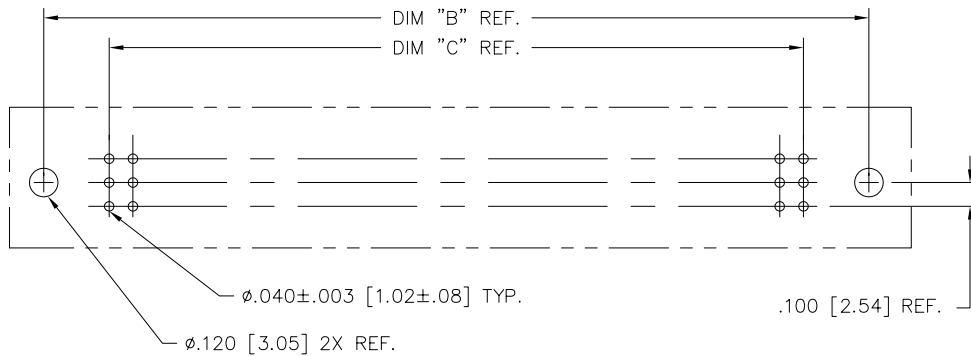 DIM "B" REF.
DIM "C" REF.
ø.040±.003 [1.02±.08] TYP.
.100 [2.54] REF.
ø.120 [3.05] 2X REF.